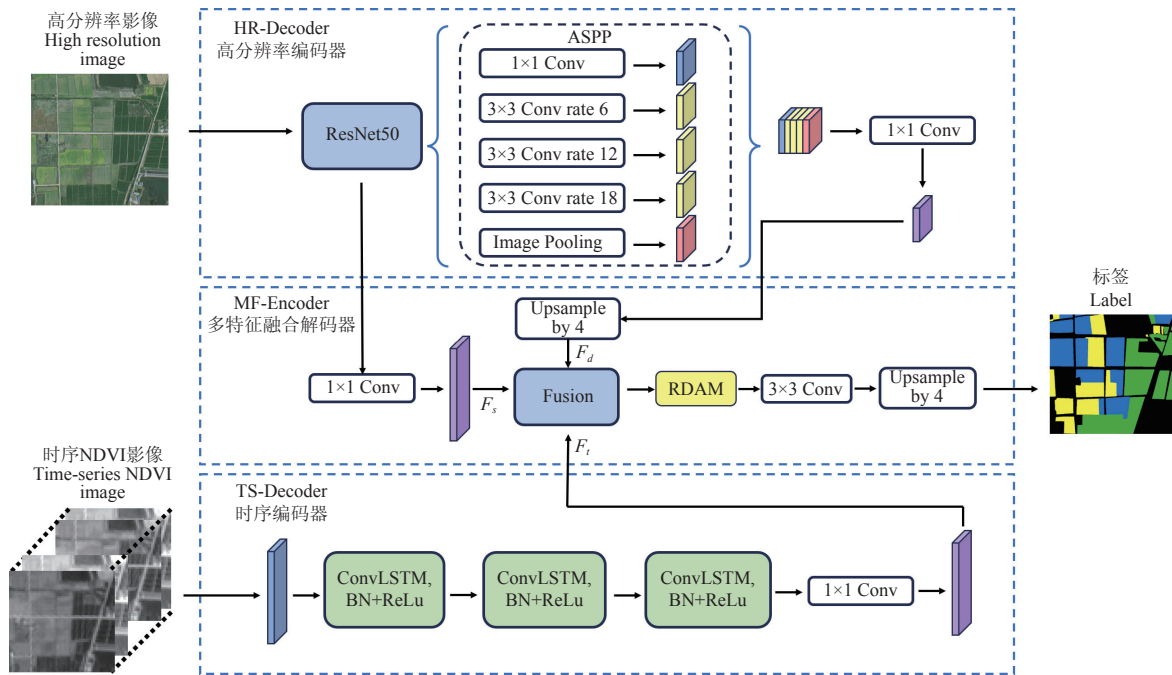 高分辨率影像
High resolution
image
HR-Decoder
高分辨率编码器
ResNet50
ASPP
1×1 Conv
3×3 Conv rate 6
3×3 Conv rate 12
3×3 Conv rate 18
Image Pooling
1×1 Conv
MF-Encoder
多特征融合解码器
1×1 Conv
F_s
Upsample
by 4
F_d
Fusion
F_t
RDAM
3×3 Conv
Upsample
by 4
标签
Label
时序NDVI影像
Time-series NDVI
image
TS-Decoder
时序编码器
ConvLSTM,
BN+ReLu
ConvLSTM,
BN+ReLu
ConvLSTM,
BN+ReLu
1×1 Conv